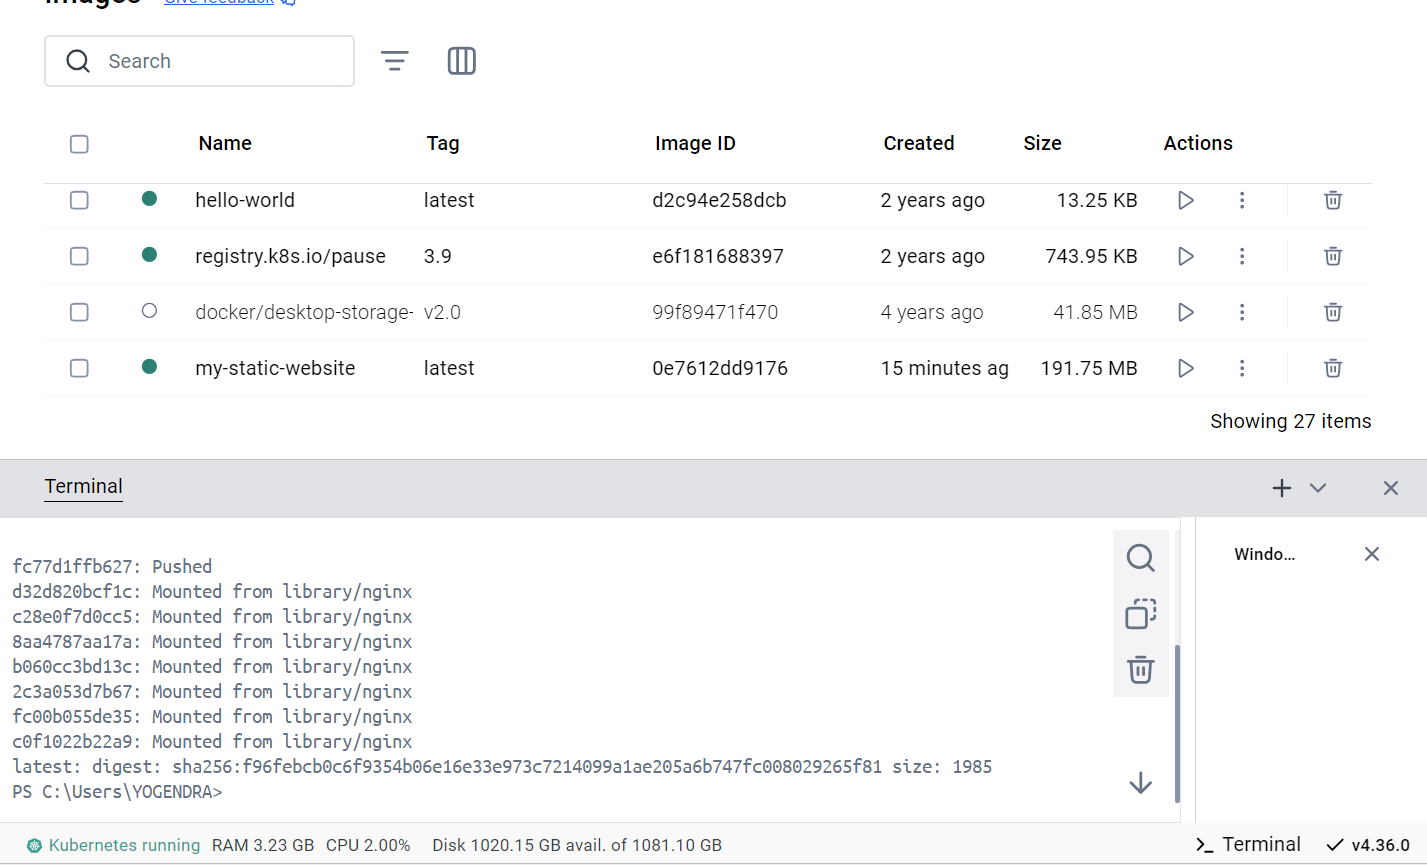 Images Give feedback
Search
Name Tag Image ID Created Size Actions
hello-world latest d2c94e258dcb 2 years ago 13.25 KB
registry.k8s.io/pause 3.9 e6f181688397 2 years ago 743.95 KB
docker/desktop-storage- v2.0 99f89471f470 4 years ago 41.85 MB
my-static-website latest 0e7612dd9176 15 minutes ag 191.75 MB
Showing 27 items
Terminal
fc77d1ffb627: Pushed
d32d820bcf1c: Mounted from library/nginx
c28e0f7d0cc5: Mounted from library/nginx
8aa4787aa17a: Mounted from library/nginx
b060cc3bd13c: Mounted from library/nginx
2c3a053d7b67: Mounted from library/nginx
fc00b055de35: Mounted from library/nginx
c0f1022b22a9: Mounted from library/nginx
latest: digest: sha256:f96febcb0c6f9354b06e16e33e973c7214099a1ae205a6b747fc008029265f81 size: 1985
PS C:\Users\YOGENDRA>
Windo...
Kubernetes running RAM 3.23 GB CPU 2.00% Disk 1020.15 GB avail. of 1081.10 GB Terminal v4.36.0